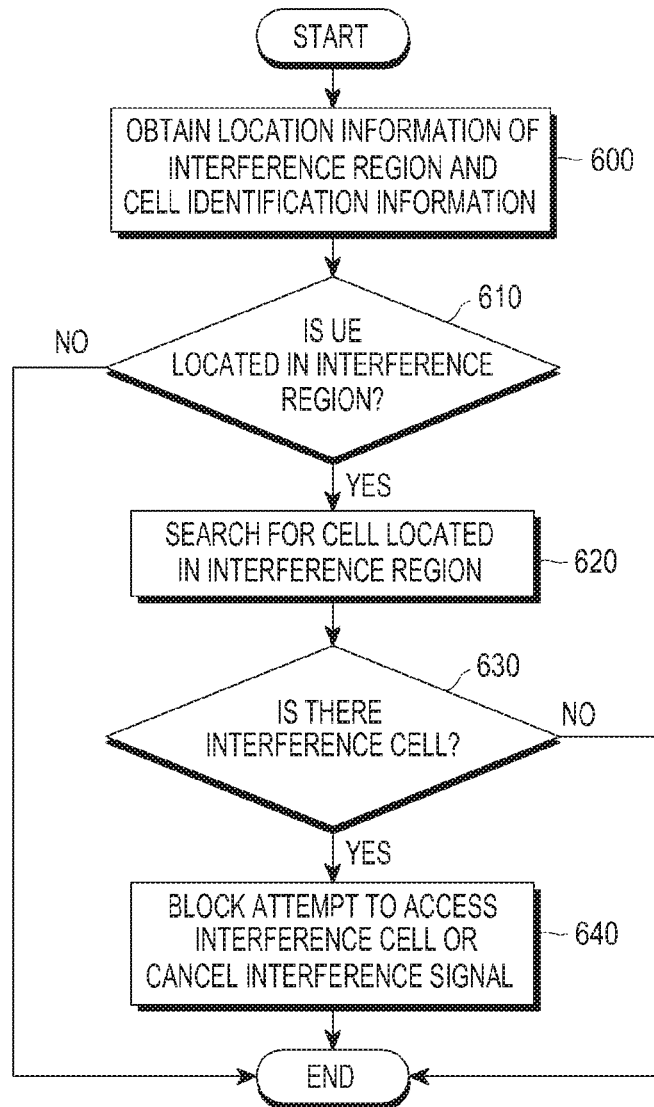 START
OBTAIN LOCATION INFORMATION OF
INTERFERENCE REGION AND
CELL IDENTIFICATION INFORMATION
600
610
NO
IS UE
LOCATED IN INTERFERENCE
REGION?
YES
SEARCH FOR CELL LOCATED
IN INTERFERENCE REGION
620
630
IS THERE
INTERFERENCE CELL?
NO
YES
BLOCK ATTEMPT TO ACCESS
INTERFERENCE CELL OR
CANCEL INTERFERENCE SIGNAL
640
END